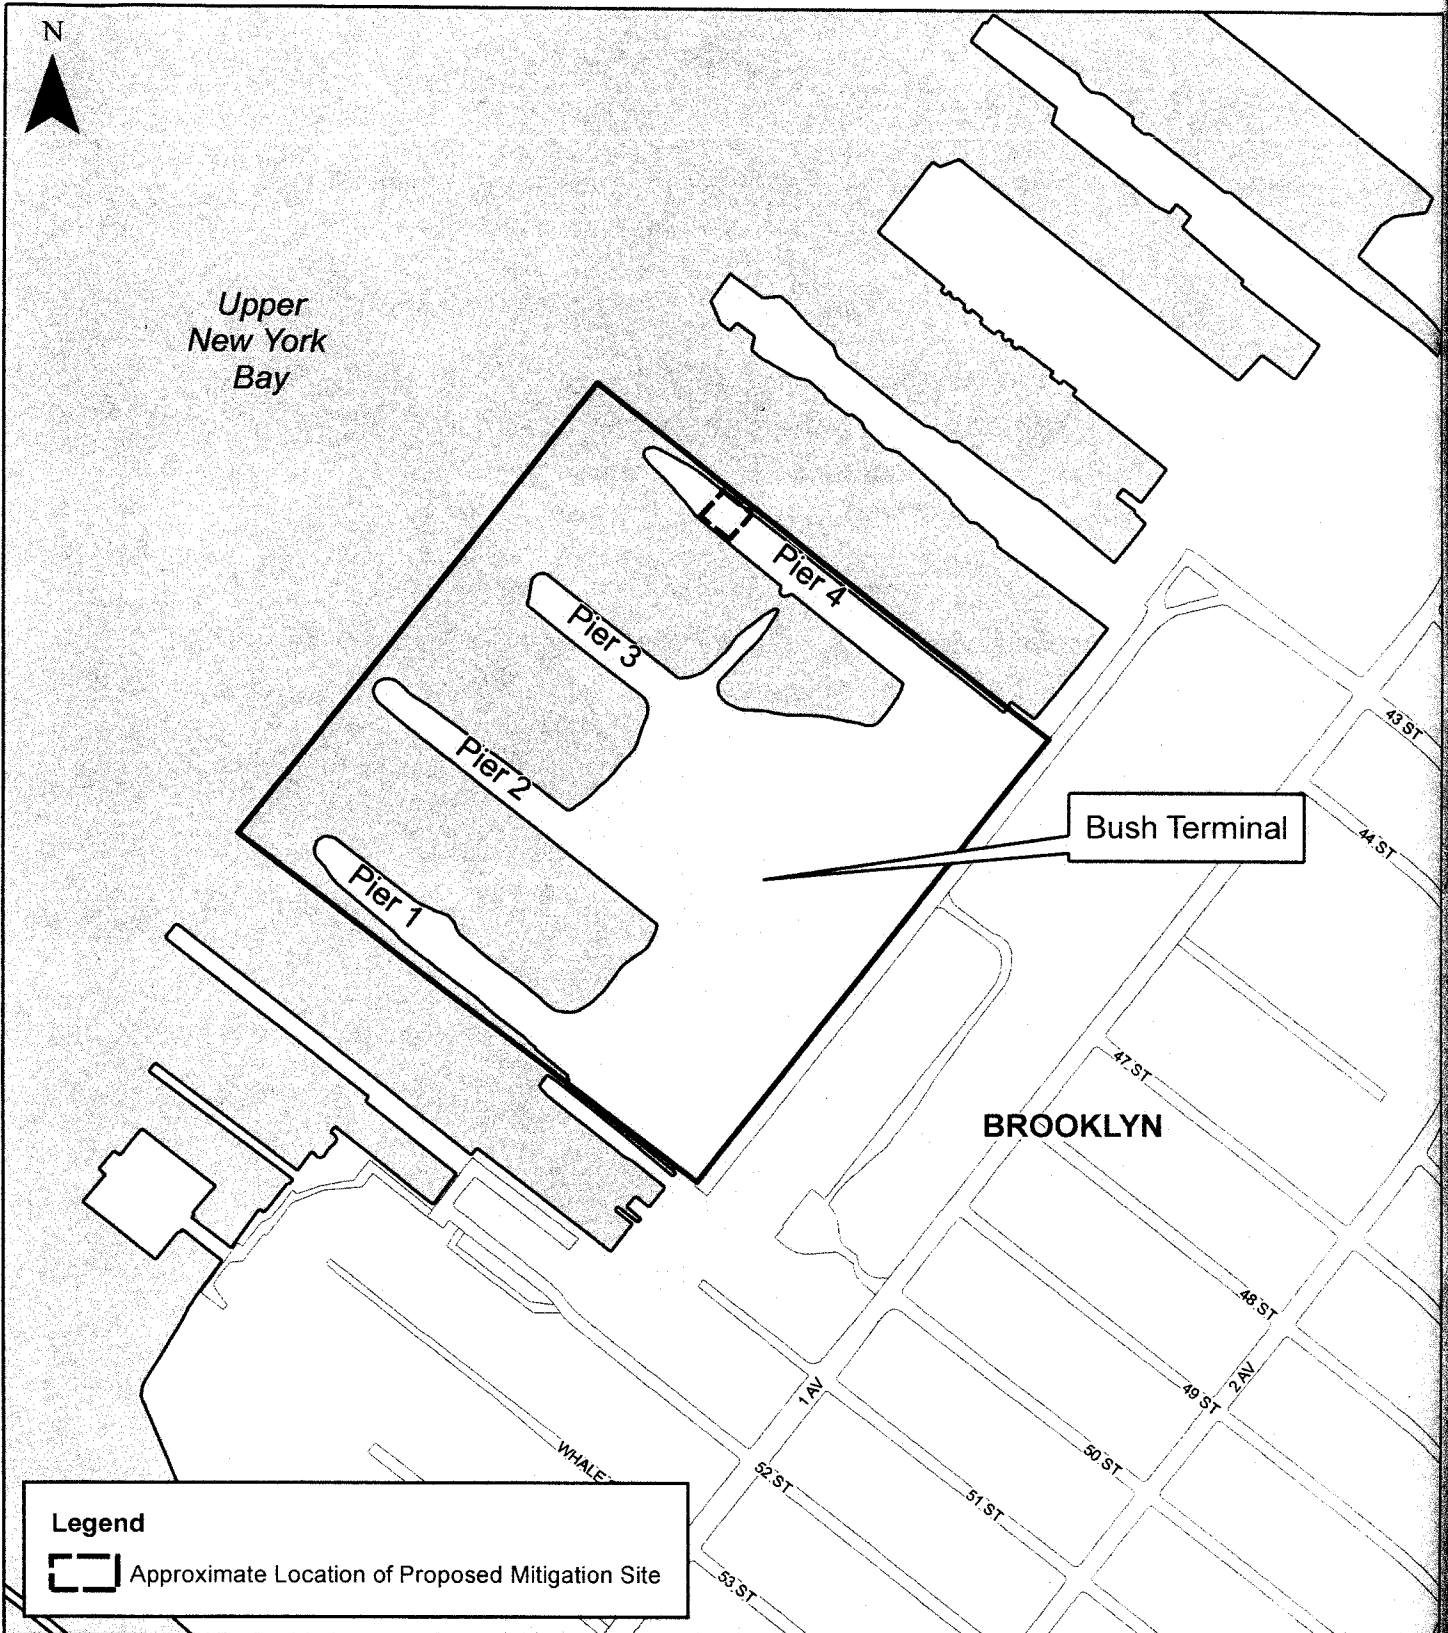 N
Upper
New York
Bay
Pier 4
Pier 3
Pier 2
Pier 1
Bush Terminal
43 ST
44 ST
47 ST
BROOKLYN
48 ST
49 ST
2 AV
1 AV
50 ST
51 ST
52 ST
53 ST
WHALE
Legend
Approximate Location of Proposed Mitigation Site